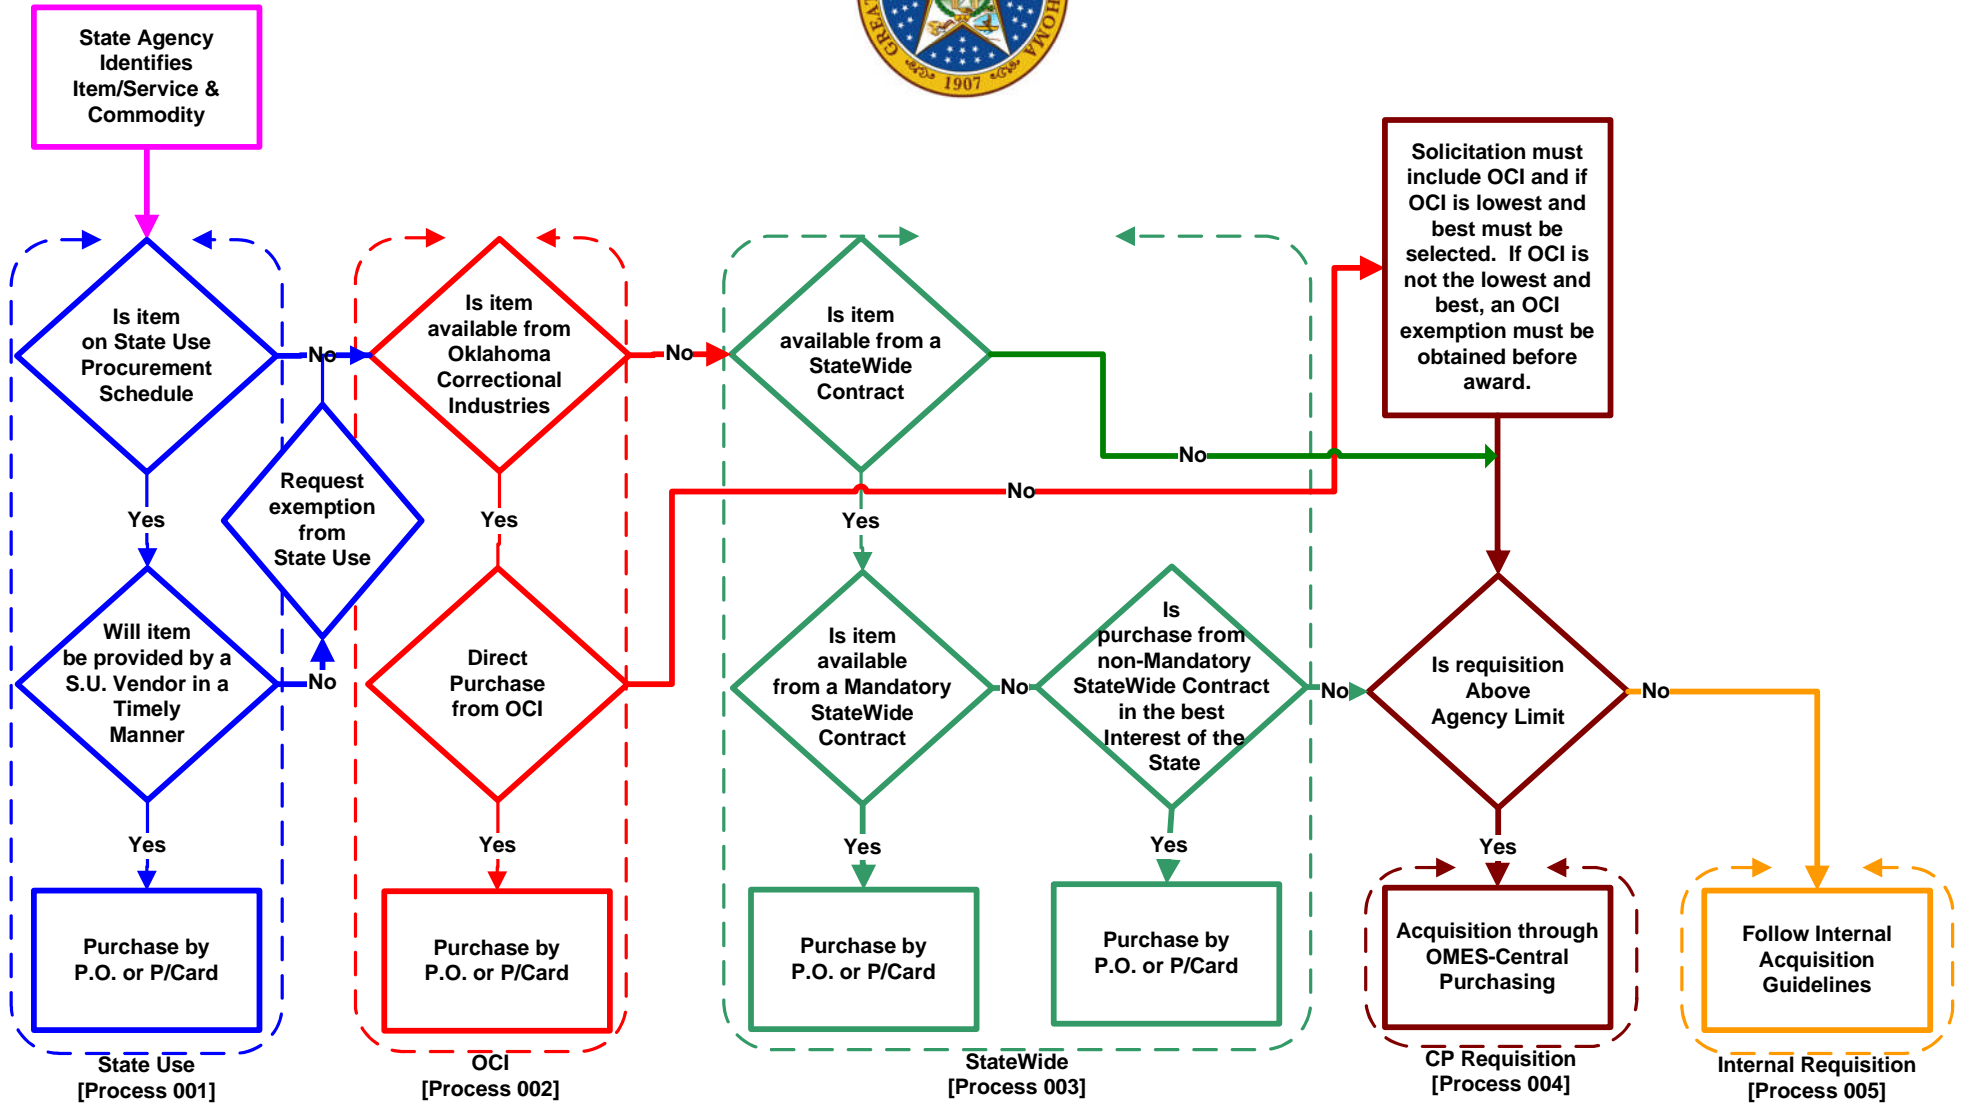 State Agency
Identifies
Item/Service &
Commodity
GREAT
HOMA
1907
Is item
on State Use
Procurement
Schedule
No
Is item
available from
Oklahoma
Correctional
Industries
No
Is item
available from a
StateWide
Contract
No
Solicitation must
include OCI and if
OCI is lowest and
best must be
selected. If OCI is
not the lowest and
best, an OCI
exemption must be
obtained before
award.
Yes
Request
exemption
from
State Use
Yes
No
Yes
Will item
be provided by a
S.U. Vendor in a
Timely
Manner
No
Direct
Purchase
from OCI
Is item
available
from a Mandatory
StateWide
Contract
No
Is
purchase from
non-Mandatory
StateWide Contract
in the best
Interest of the
State
No
Is requisition
Above
Agency Limit
No
Yes
Yes
Yes
Yes
Yes
Purchase by
P.O. or P/Card
Purchase by
P.O. or P/Card
Purchase by
P.O. or P/Card
Purchase by
P.O. or P/Card
Acquisition through
OMES-Central
Purchasing
Follow Internal
Acquisition
Guidelines
State Use
[Process 001]
OCI
[Process 002]
StateWide
[Process 003]
CP Requisition
[Process 004]
Internal Requisition
[Process 005]